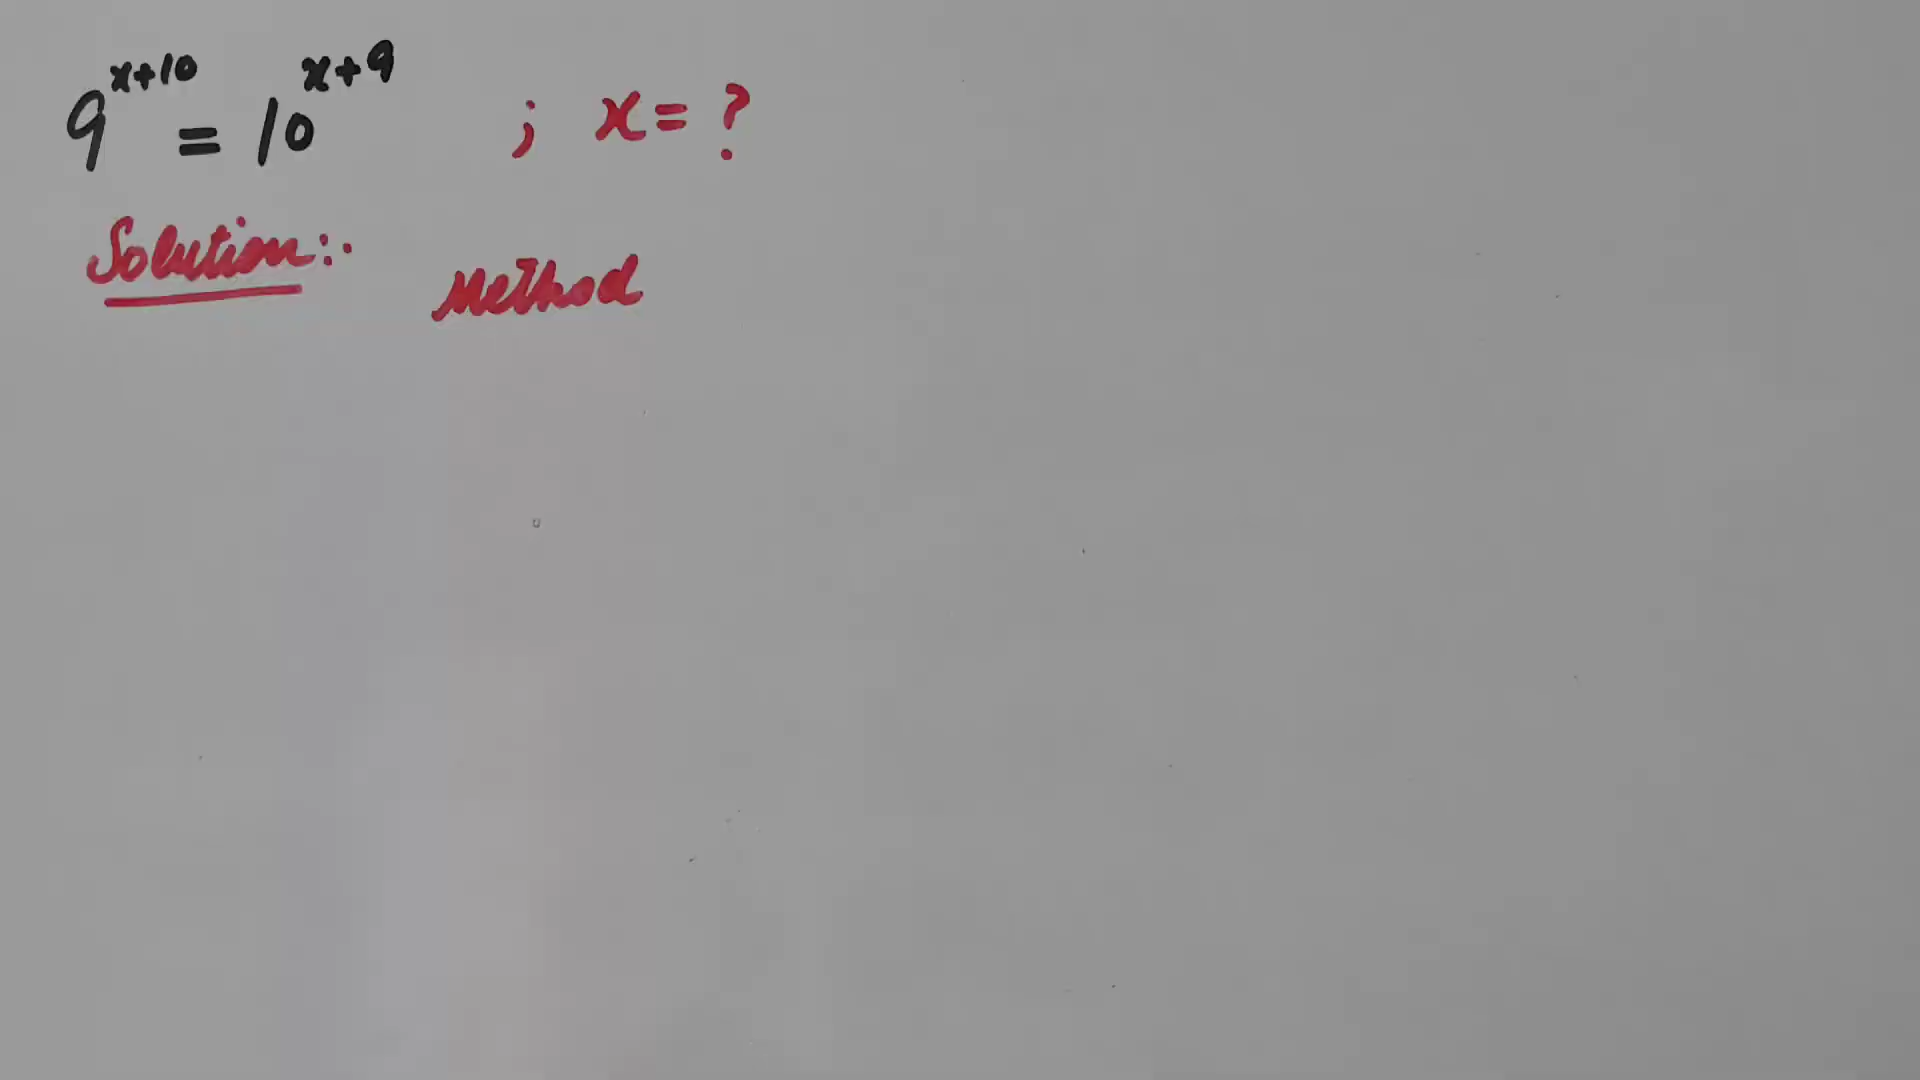 9^{x+10} = 10^{x+9} ; x = ?
Solution:.
Method